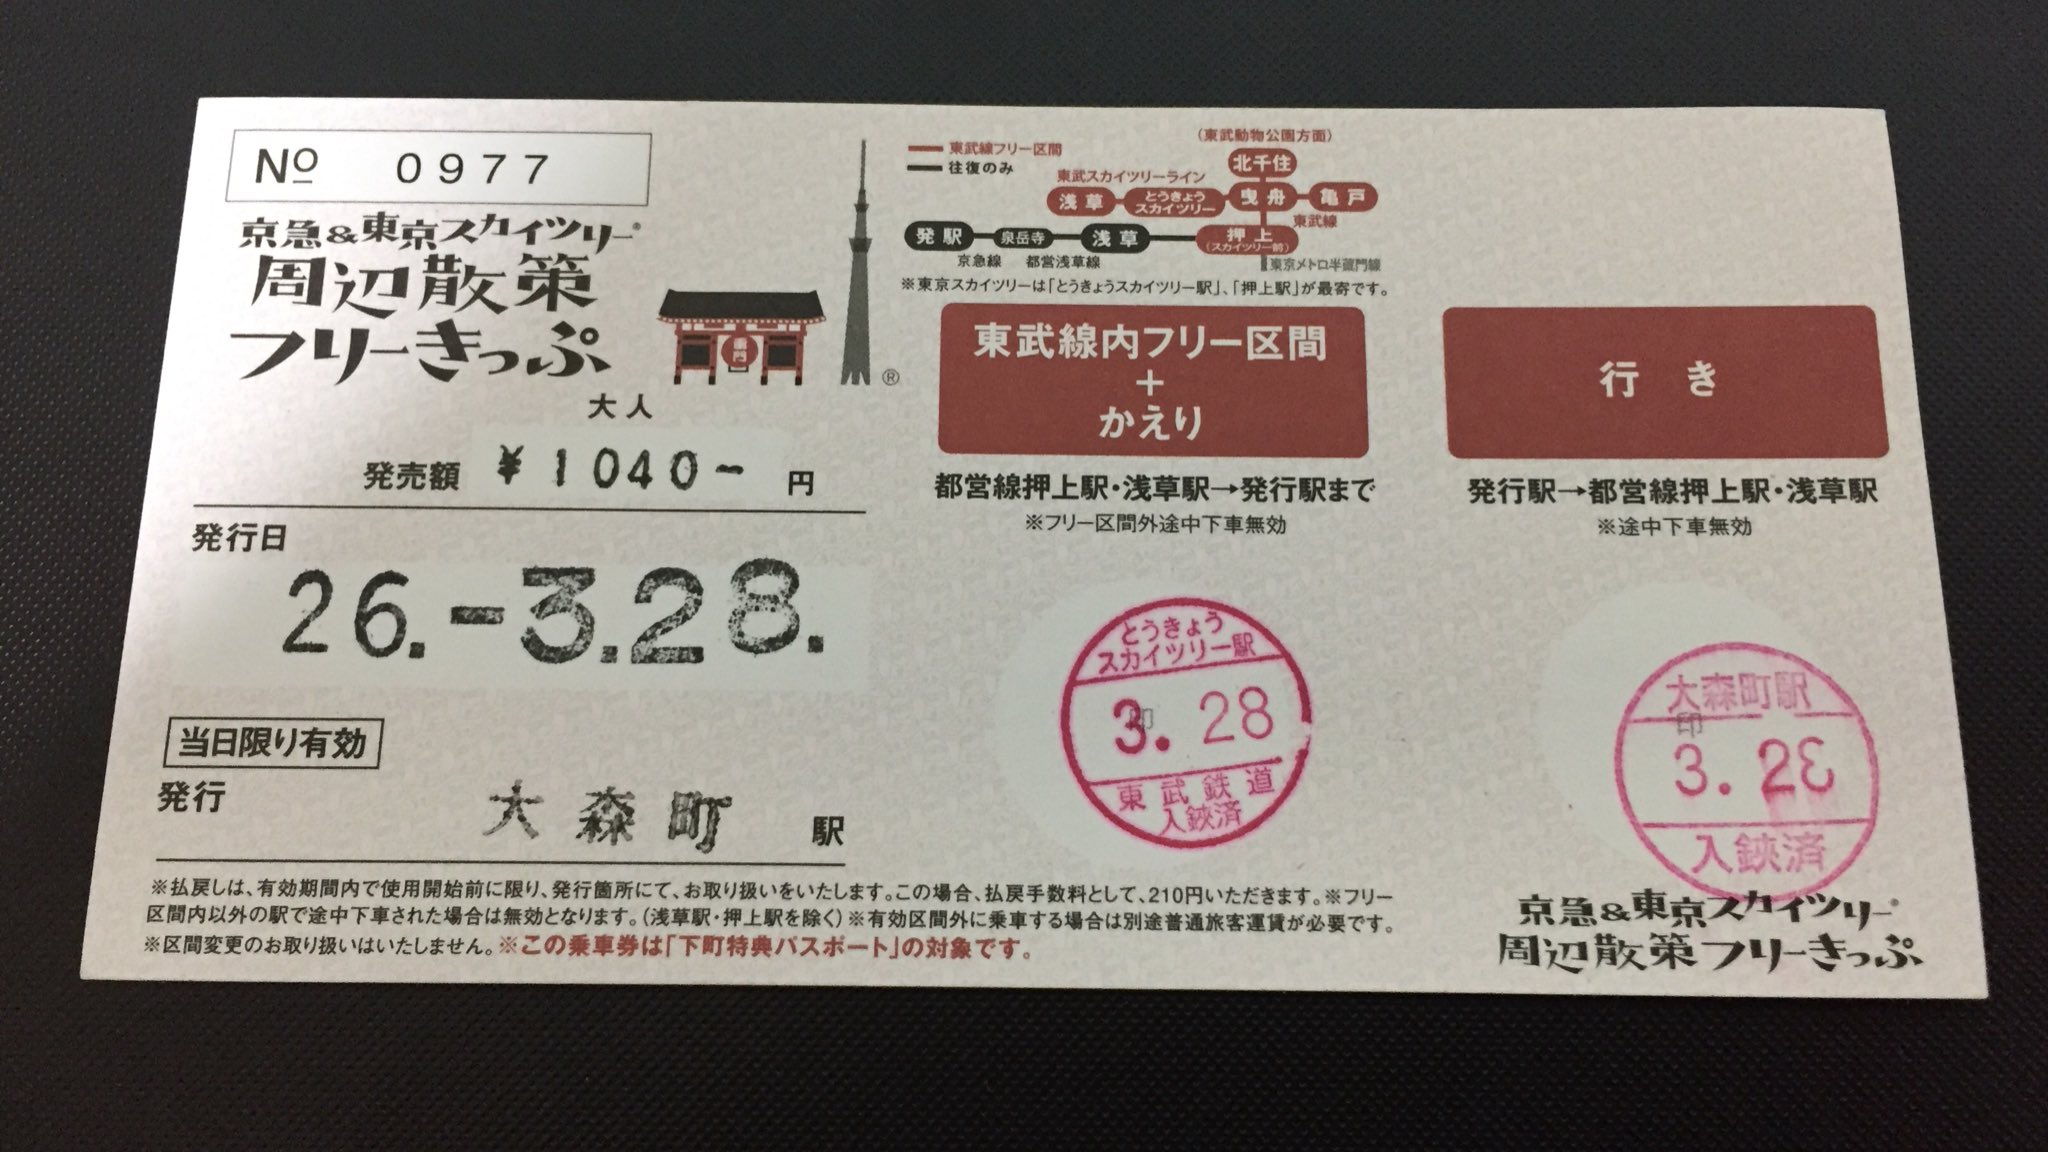 No 0977
京急&東京スカイツリー®
周辺散策
フリーきっぷ
雷門
®
大人
発売額 ¥1040- 円
発行日
26.-3.28.
当日限り有効
発行 大森町 駅
東武線フリー区間
往復のみ
(東武動物公園方面)
北千住
東武スカイツリーライン
浅草 とうきょうスカイツリー 曳舟 亀戸
東武線
発駅 泉岳寺 浅草 押上
(スカイツリー前)
京急線 都営浅草線 東京メトロ半蔵門線
※東京スカイツリーは「とうきょうスカイツリー駅」、「押上駅」が最寄です。
東武線内フリー区間
+
かえり
都営線押上駅・浅草駅→発行駅まで
※フリー区間外途中下車無効
印
とうきょう
スカイツリー駅
3. 28
東武鉄道
入鋏済
行き
発行駅→都営線押上駅・浅草駅
※途中下車無効
印
大森町駅
3. 28
入鋏済
京急&東京スカイツリー®
周辺散策フリーきっぷ
※払戻しは、有効期間内で使用開始前に限り、発行箇所にて、お取り扱いをいたします。この場合、払戻手数料として、210円いただきます。※フリー
区間内以外の駅で途中下車された場合は無効となります。(浅草駅・押上駅を除く)※有効区間外に乗車する場合は別途普通旅客運賃が必要です。
※区間変更のお取り扱いはいたしません。※この乗車券は「下町特典パスポート」の対象です。